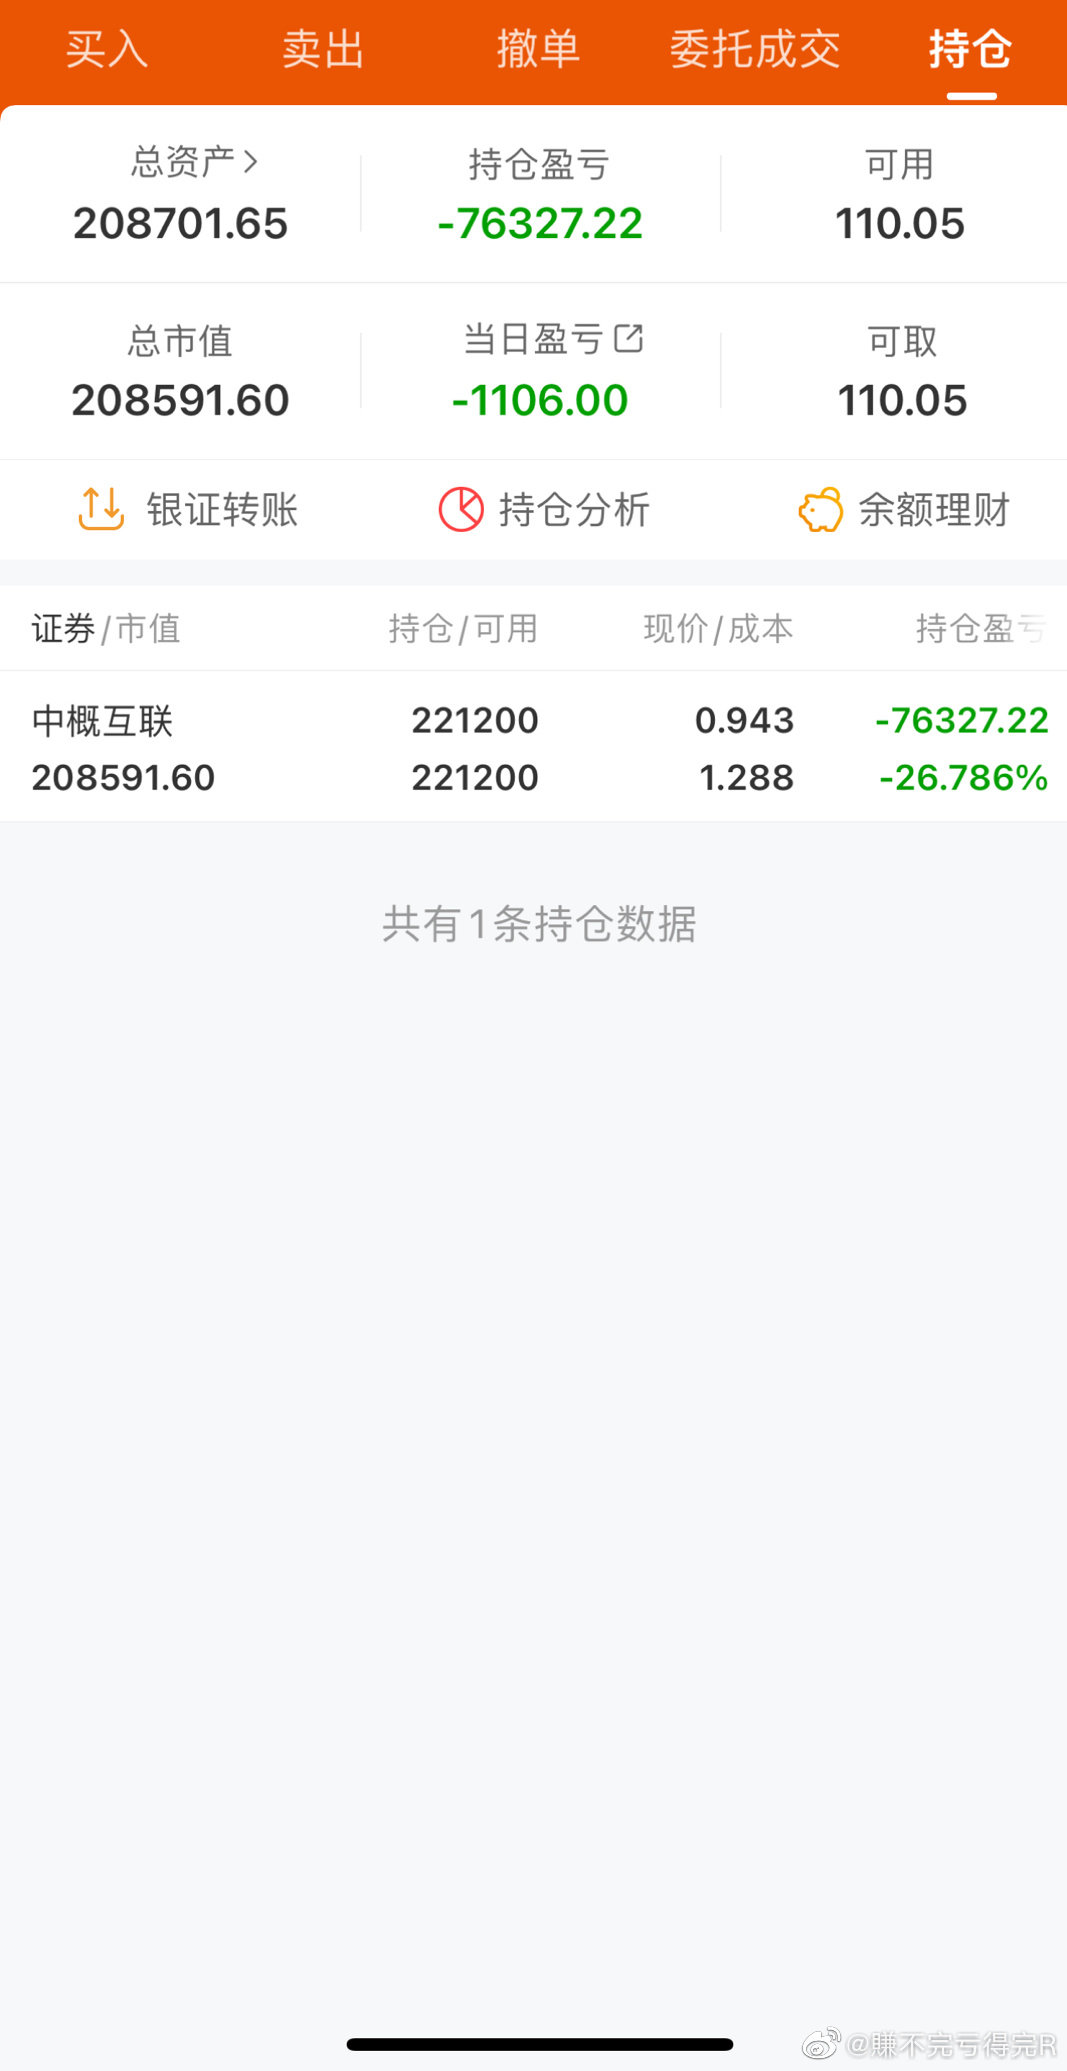 买入 卖出 撤单 委托成交 持仓
总资产 持仓盈亏 可用
208701.65 -76327.22 110.05
总市值 当日盈亏 可取
208591.60 -1106.00 110.05
银证转账 持仓分析 余额理财
证券/市值 持仓/可用 现价/成本 持仓盈亏
中概互联 221200 0.943 -76327.22
208591.60 221200 1.288 -26.786%
共有1条持仓数据
@賺不完亏得完R